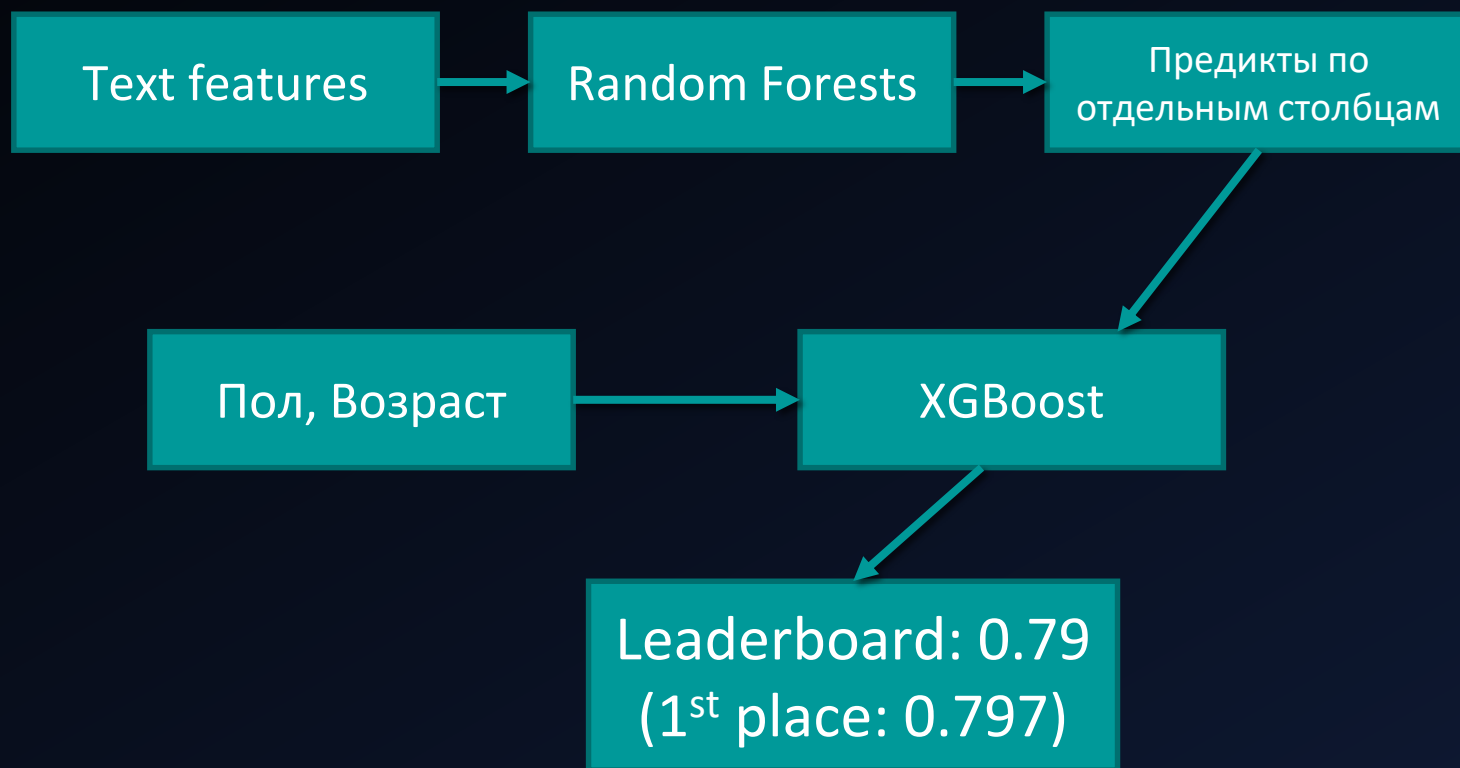 Text features
Random Forests
Предикты по
отдельным столбцам
Пол, Возраст
XGBoost
Leaderboard: 0.79
(1st place: 0.797)